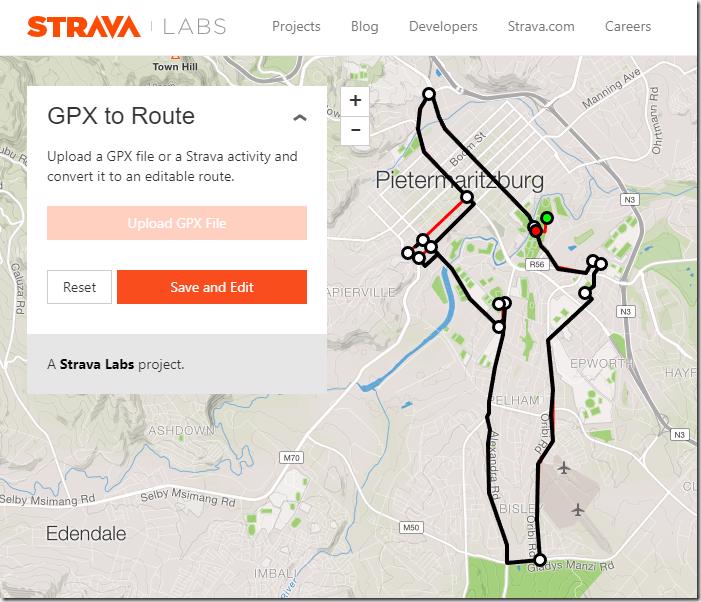 STRAVA | LABS
Projects
Blog
Developers
Strava.com
Careers
Town Hill
GPX to Route
Upload a GPX file or a Strava activity and
convert it to an editable route.
Upload GPX File
Reset
Save and Edit
A Strava Labs project.
+
−
Manning Ave
Ohrtmann Rd
Boom St
Pietermaritzburg
N3
R56
Galuza Rd
APIERVILLE
N3
EPWORTH
HAYF
PELHAM
ASHDOWN
Oribi Rd
Alexandra Rd
N3
M70
Selby Msimang Rd
Selby Msimang Rd
BISLEY
Oribi Rd
M50
Edendale
IMBALI
River
Gladys Manzi Rd